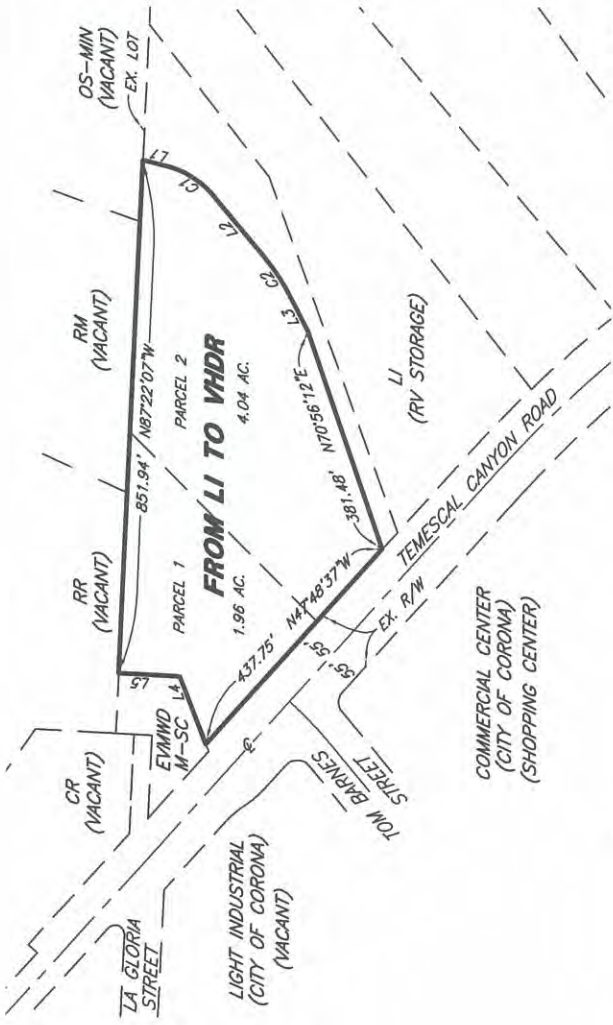 OS-MIN
(VACANT)
EX. LOT
RM
(VACANT)
RR
(VACANT)
CR
(VACANT)
851.94'
N87°22'07"W
L1
C1
L2
C2
L3
PARCEL 2
4.04 AC.
FROM LI TO VHDR
PARCEL 1
1.96 AC.
L5
L4
EVMWD
M-SC
N70°56'12"E
381.48'
437.75'
N47°48'37"W
LI
(RV STORAGE)
TEMESCAL CANYON ROAD
EX. R/W
55'
55'
TOM BARNES
STREET
LA GLORIA
STREET
LIGHT INDUSTRIAL
(CITY OF CORONA)
(VACANT)
COMMERCIAL CENTER
(CITY OF CORONA)
(SHOPPING CENTER)